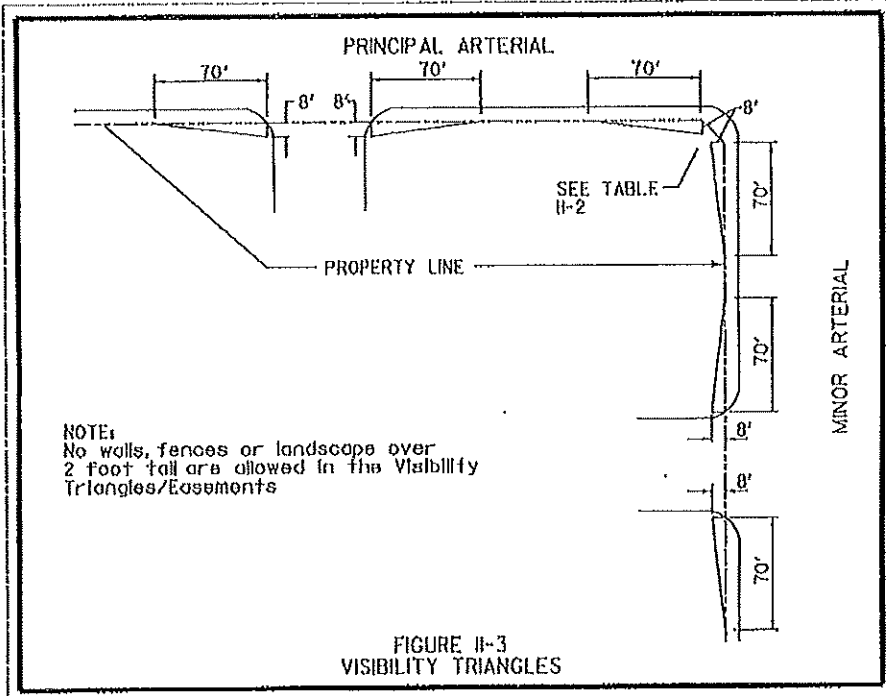 PRINCIPAL ARTERIAL
70' 70' 70'
8' 8' 8'
SEE TABLE
II-2
70'
PROPERTY LINE
70'
MINOR ARTERIAL
NOTE:
No walls, fences or landscape over
2 foot tall are allowed in the Visibility
Triangles/Easements
8'
8'
70'
FIGURE II-3
VISIBILITY TRIANGLES